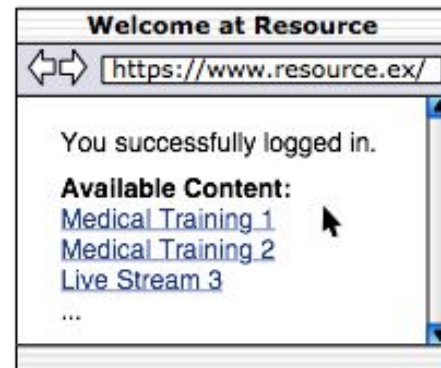 Welcome at Resource
https://www.resource.ex/
You successfully logged in.
Available Content:
Medical Training 1
Medical Training 2
Live Stream 3
...